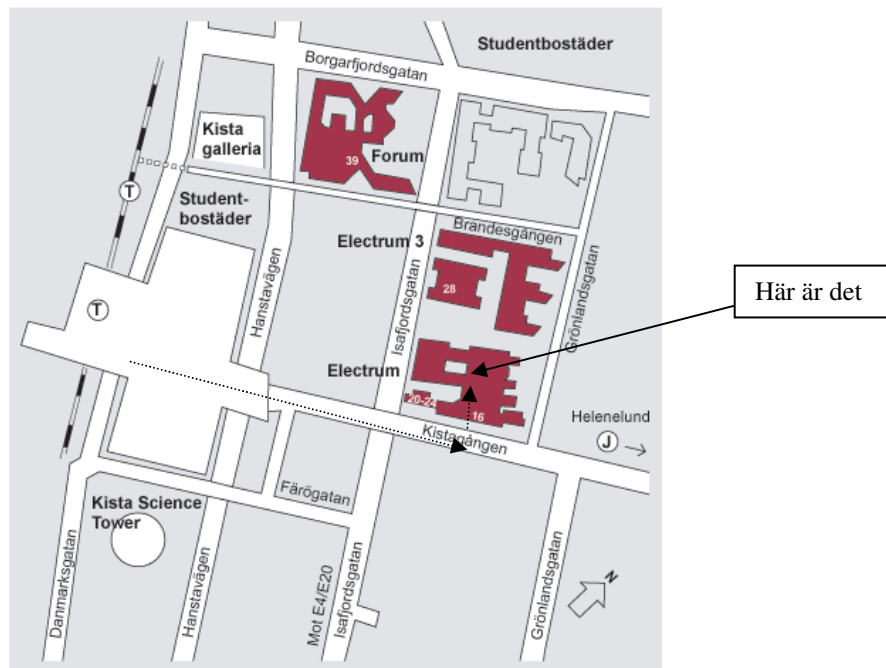 Studentbostäder
Borgarfjordsgatan
Kista
galleria
39
Forum
T
Student-
bostäder
Brandesgången
Electrum 3
28
Hanstavägen
Isafjordsgatan
Grönlandsgatan
Här är det
T
Electrum
20-24
16
Kistagången
Helenelund
J
Färögatan
Kista Science
Tower
Danmarksgatan
Hanstavägen
Mot E4/E20
Isafjordsgatan
Grönlandsgatan
N